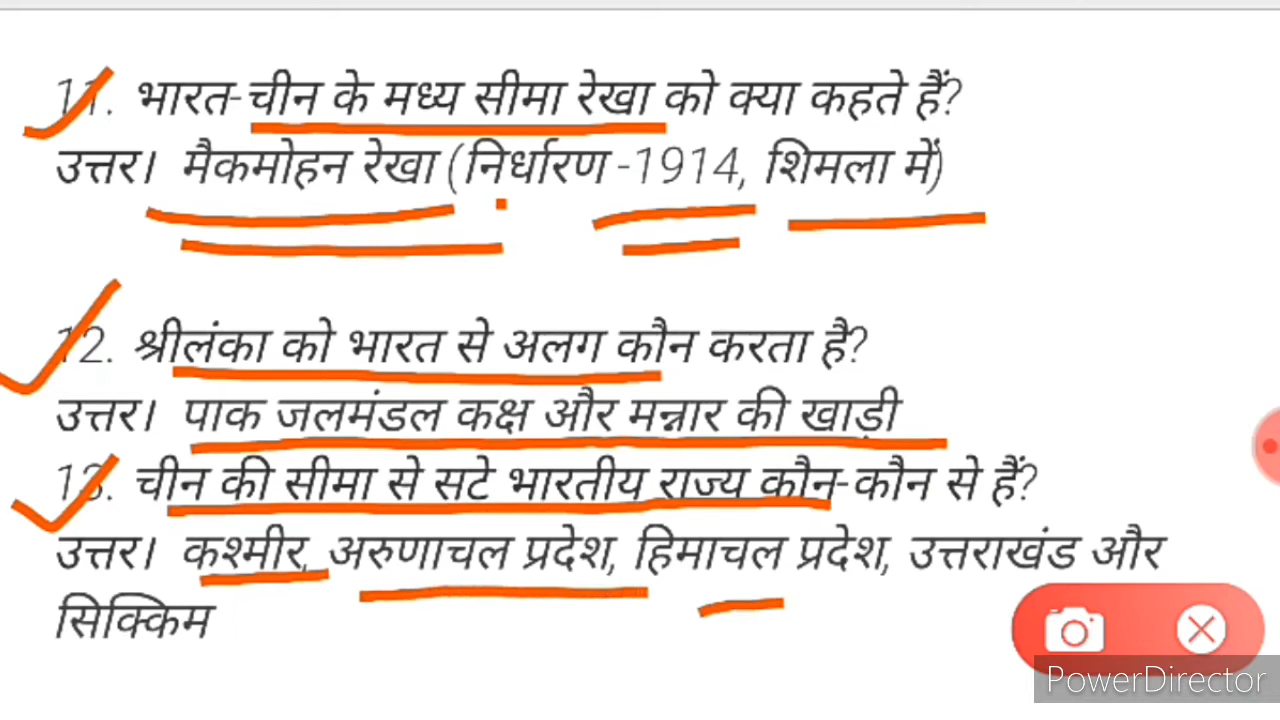 11. भारत-चीन के मध्य सीमा रेखा को क्या कहते हैं?
उत्तर। मैकमोहन रेखा (निर्धारण -1914, शिमला में)
12. श्रीलंका को भारत से अलग कौन करता है?
उत्तर। पाक जलमंडल कक्ष और मन्नार की खाड़ी
13. चीन की सीमा से सटे भारतीय राज्य कौन-कौन से हैं?
उत्तर। कश्मीर, अरुणाचल प्रदेश, हिमाचल प्रदेश, उत्तराखंड और
सिक्किम
PowerDirector